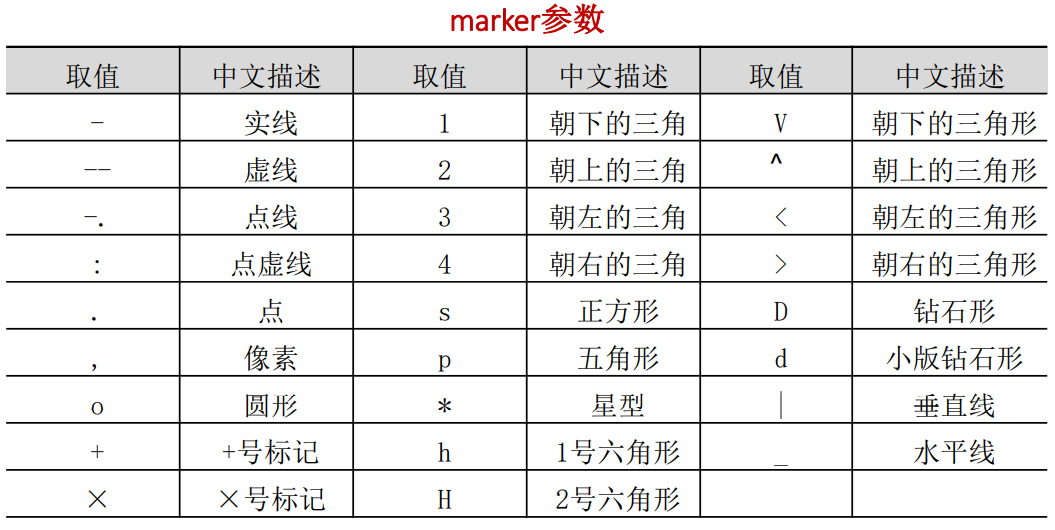 marker参数
取值 中文描述 取值 中文描述 取值 中文描述
- 实线 1 朝下的三角 V 朝下的三角形
-- 虚线 2 朝上的三角 ^ 朝上的三角形
-. 点线 3 朝左的三角 < 朝左的三角形
: 点虚线 4 朝右的三角 > 朝右的三角形
. 点 s 正方形 D 钻石形
, 像素 p 五角形 d 小版钻石形
o 圆形 * 星型 | 垂直线
+ +号标记 h 1号六角形 _ 水平线
× ×号标记 H 2号六角形